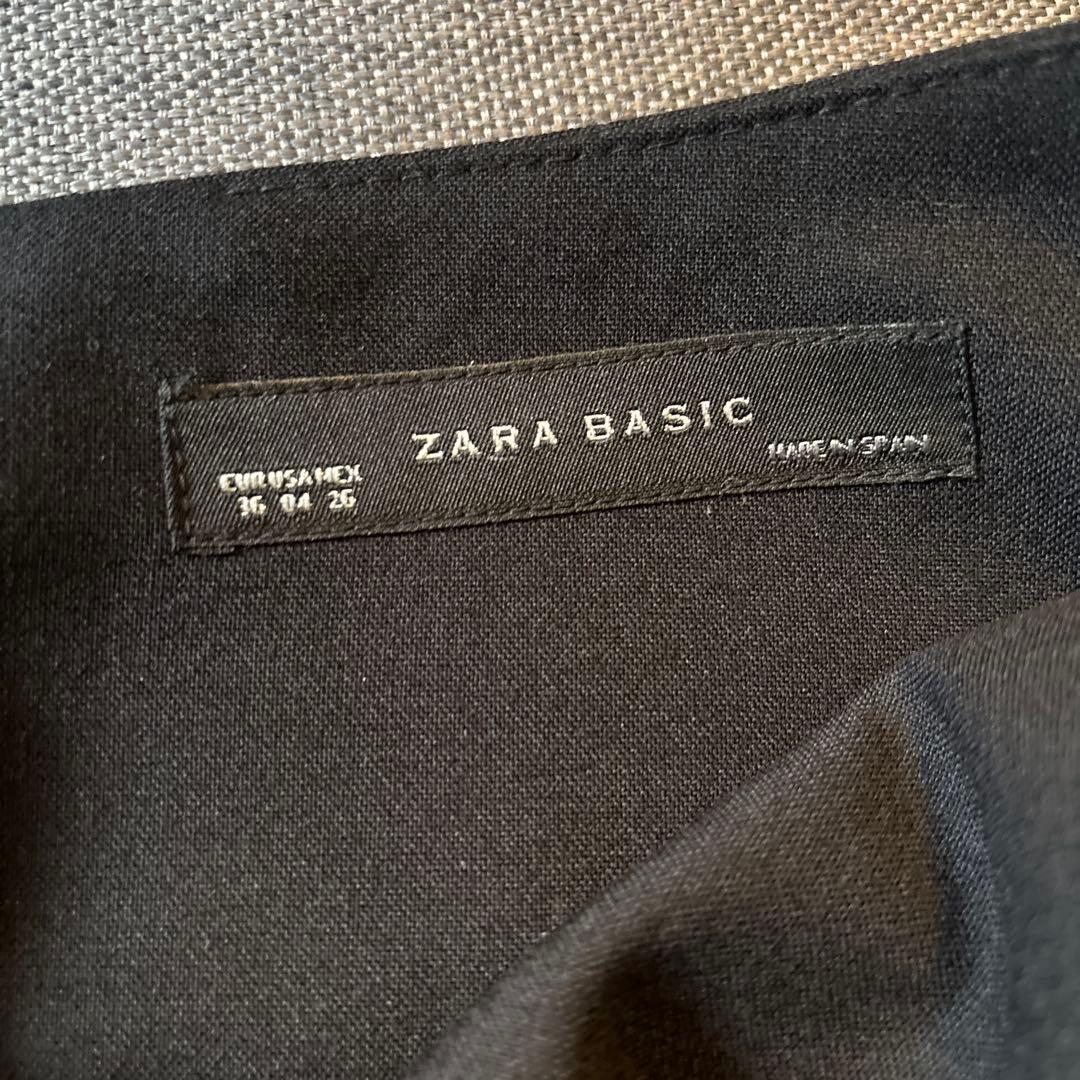 ZARA BASIC
EUR USA MEX
36 04 26
MADE IN SPAIN